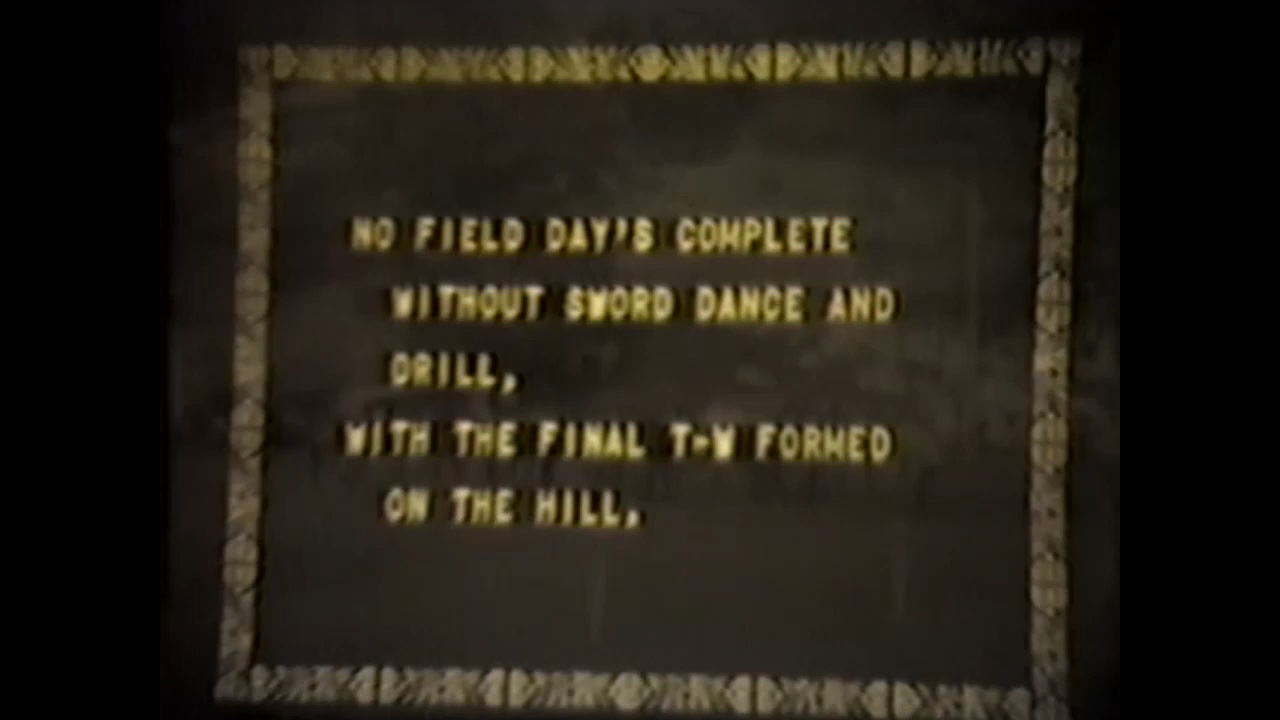 NO FIELD DAY'S COMPLETE
WITHOUT SWORD DANCE AND
DRILL,
WITH THE FINAL T-W FORMED
ON THE HILL,